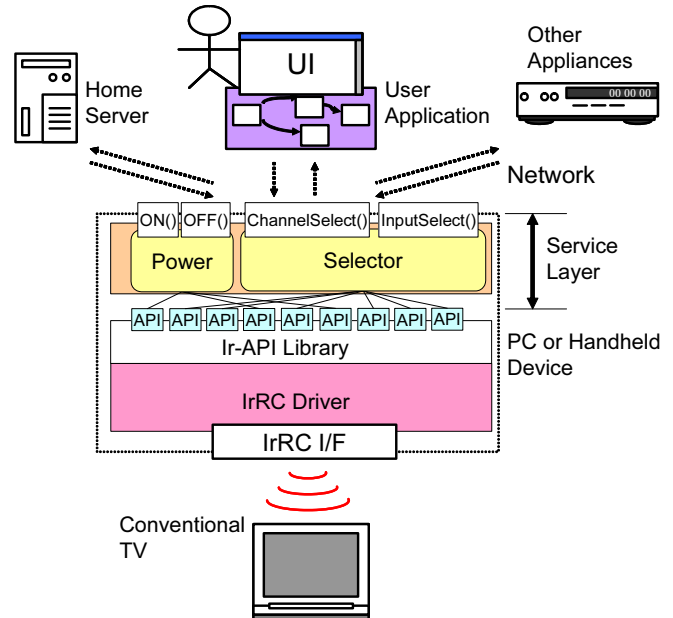 Other
Appliances
UI
Home
Server
User
Application
00 00 00
Network
ON() OFF() ChannelSelect() InputSelect()
Service
Layer
Power Selector
API API API API API API API API API
Ir-API Library
PC or Handheld
Device
IrRC Driver
IrRC I/F
Conventional
TV